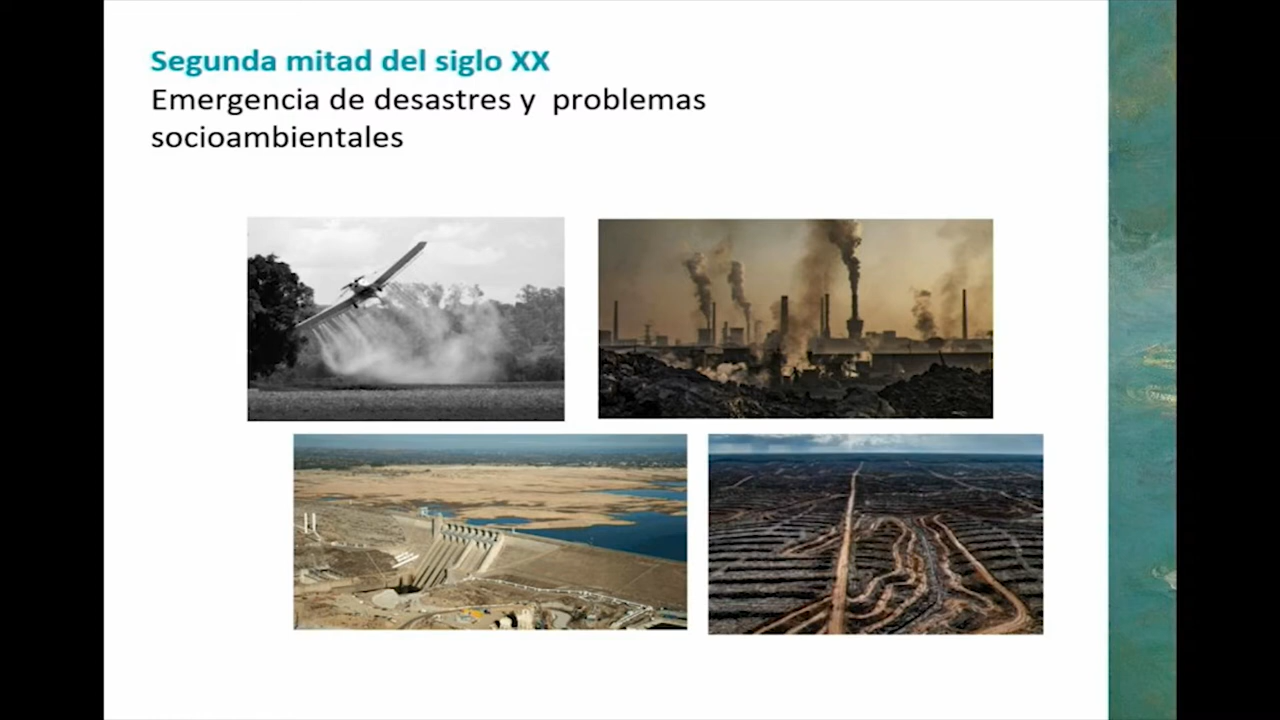 Segunda mitad del siglo XX
Emergencia de desastres y problemas
socioambientales